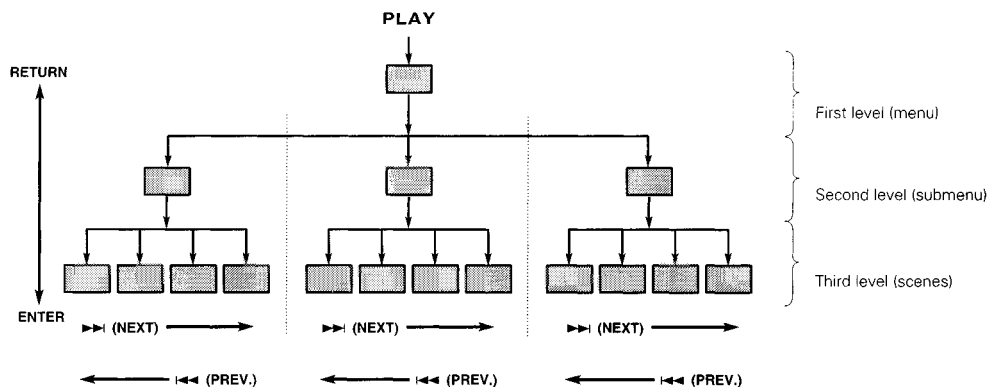 PLAY
RETURN
First level (menu)
Second level (submenu)
Third level (scenes)
ENTER
▶▶| (NEXT)
▶▶| (NEXT)
▶▶| (NEXT)
|◀◀ (PREV.)
|◀◀ (PREV.)
|◀◀ (PREV.)